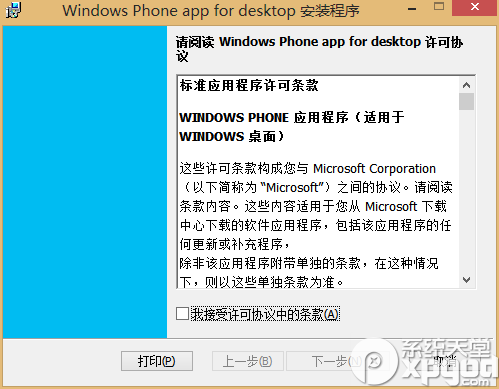 Windows Phone app for desktop 安装程序
请阅读 Windows Phone app for desktop 许可协
议
标准应用程序许可条款
WINDOWS PHONE 应用程序（适用于
WINDOWS 桌面）
这些许可条款构成您与 Microsoft Corporation
（以下简称为 “Microsoft”）之间的协议。请阅读
条款内容。这些内容适用于您从 Microsoft 下载
中心下载的软件应用程序，包括该应用程序的任
何更新或补充程序，
除非该应用程序附带单独的条款，在这种情况
下，则以这些单独条款为准。
我接受许可协议中的条款(A)
打印(P) 上一步(B) 下一步(N) 取消
系统天堂
xpgod